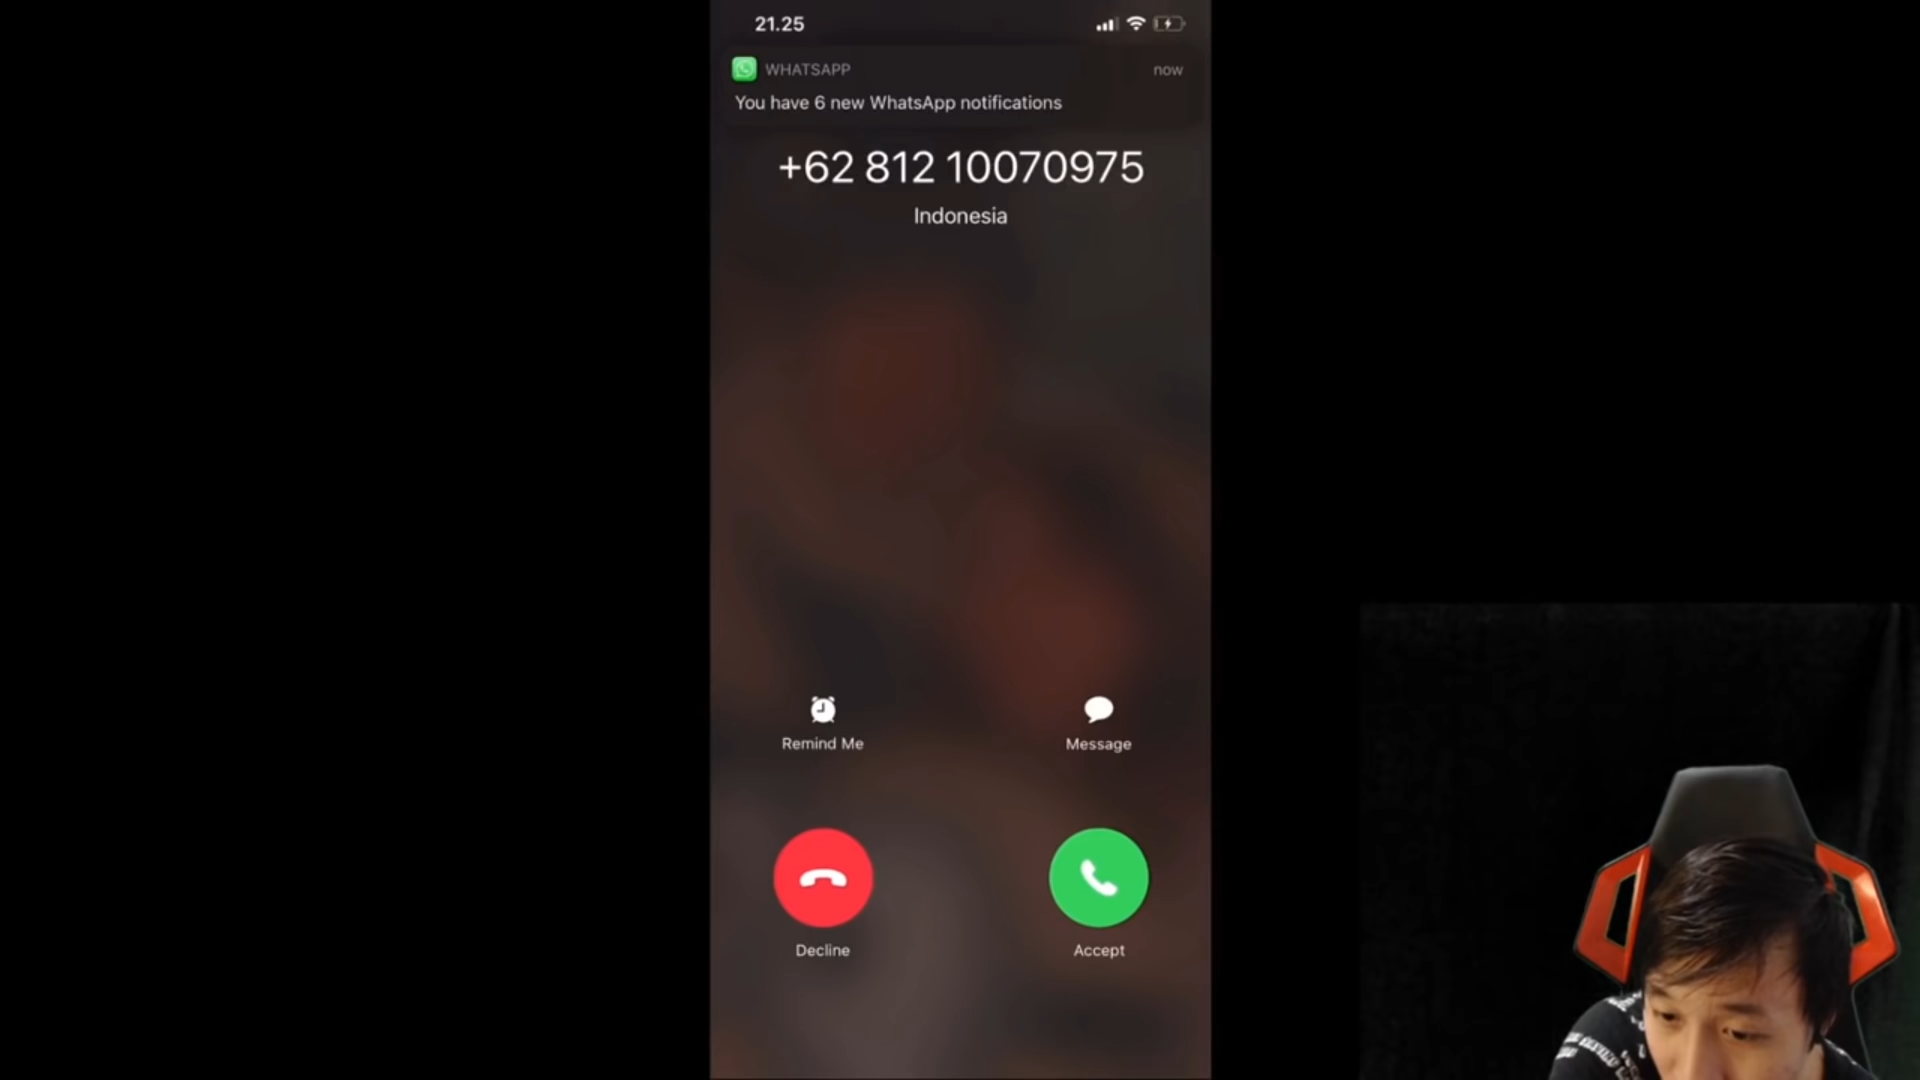 21.25
WHATSAPP
now
You have 6 new WhatsApp notifications
+62 812 10070975
Indonesia
Remind Me
Message
Decline
Accept